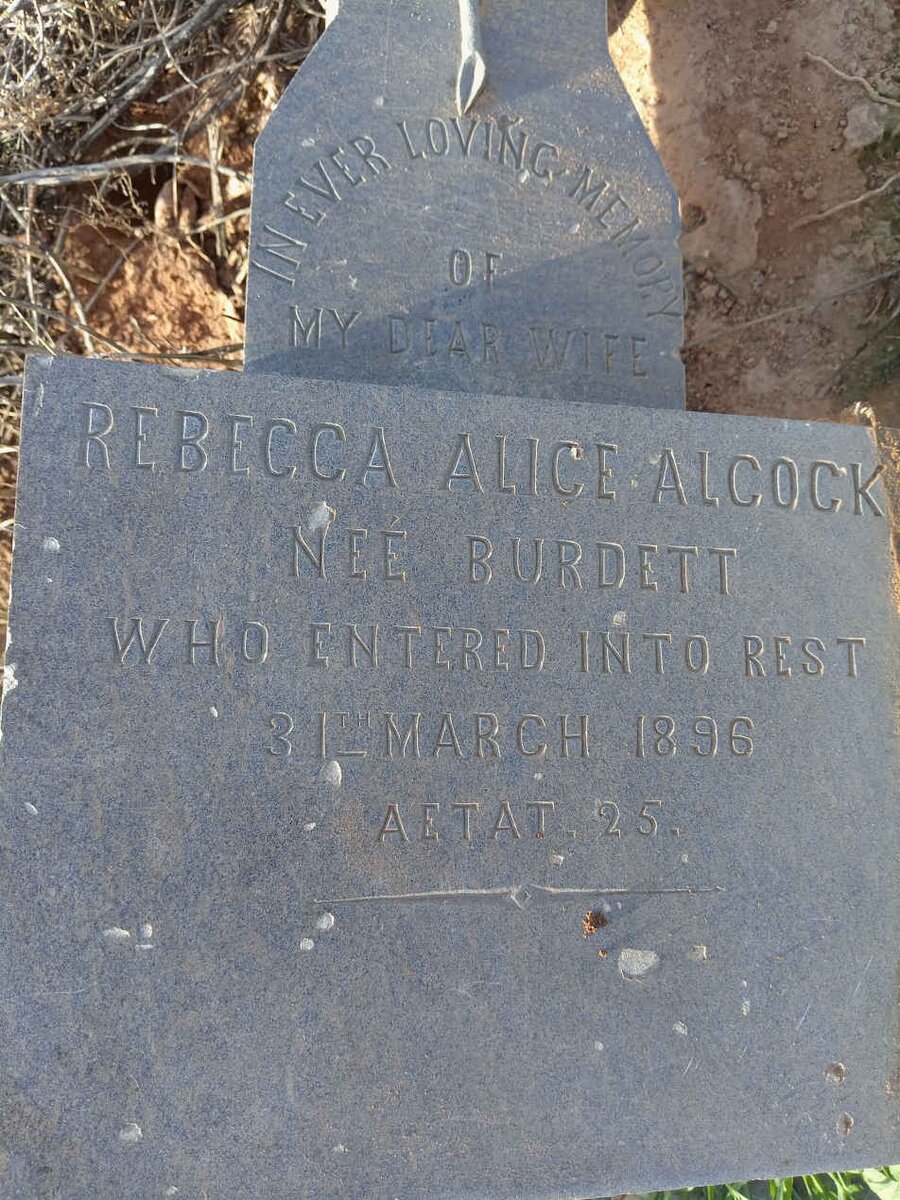 IN EVER LOVING MEMORY
OF
MY DEAR WIFE
REBECCA ALICE ALCOCK
NEÉ BURDETT
WHO ENTERED INTO REST
31TH MARCH 1896
AETAT. 25.